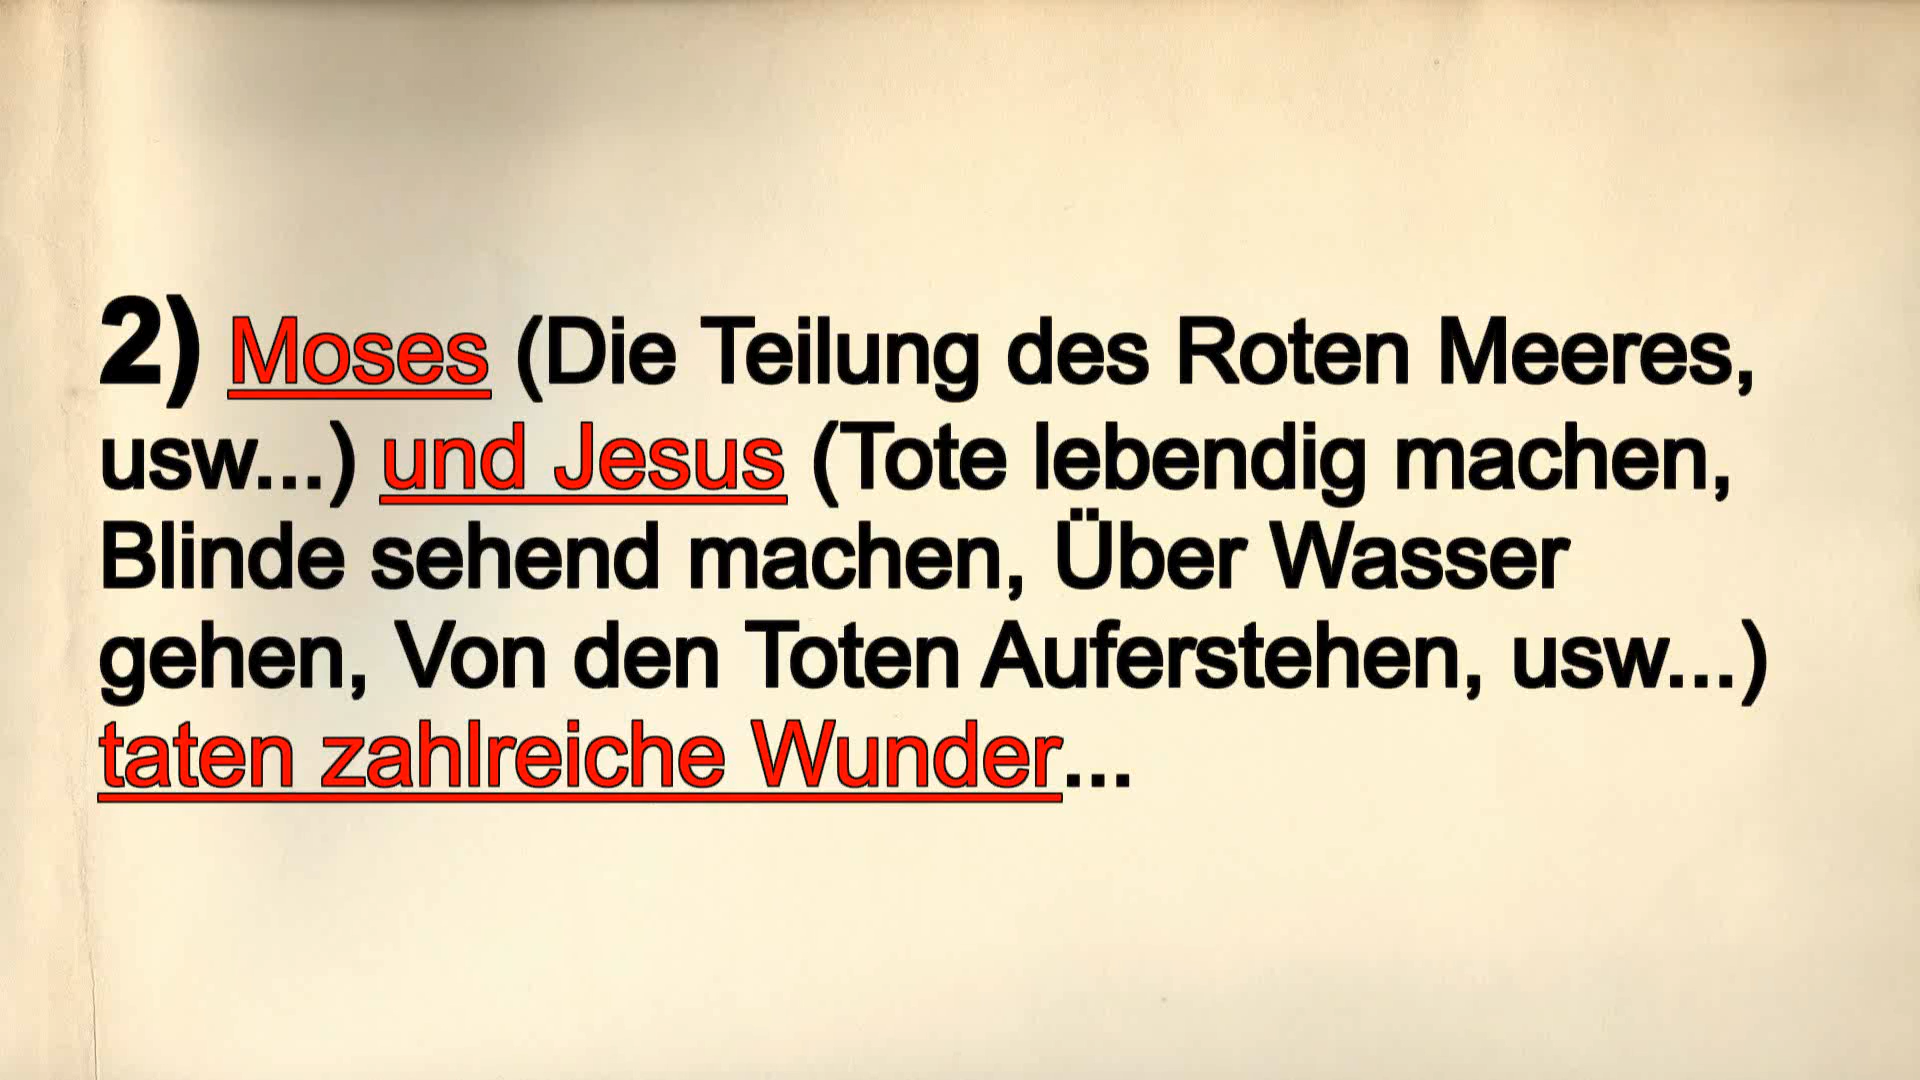 2) Moses (Die Teilung des Roten Meeres,
usw...) und Jesus (Tote lebendig machen,
Blinde sehend machen, Über Wasser
gehen, Von den Toten Auferstehen, usw...)
taten zahlreiche Wunder...